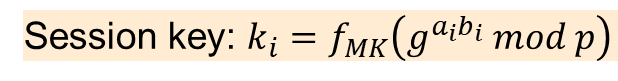 Session key: kᵢ = f_MK(g^(aᵢbᵢ) mod p)